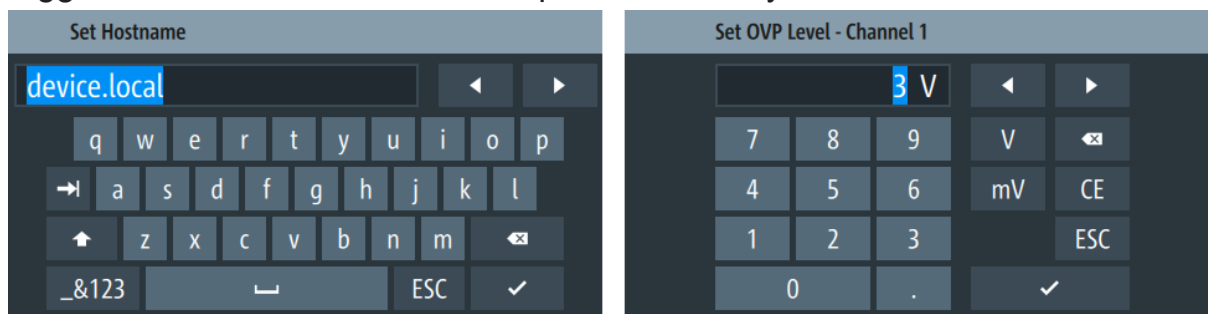 Set Hostname
device.local
q w e r t y u i o p
a s d f g h j k l
z x c v b n m
_&123 ESC
Set OVP Level - Channel 1
3 V
7 8 9 V
4 5 6 mV CE
1 2 3 ESC
0 .